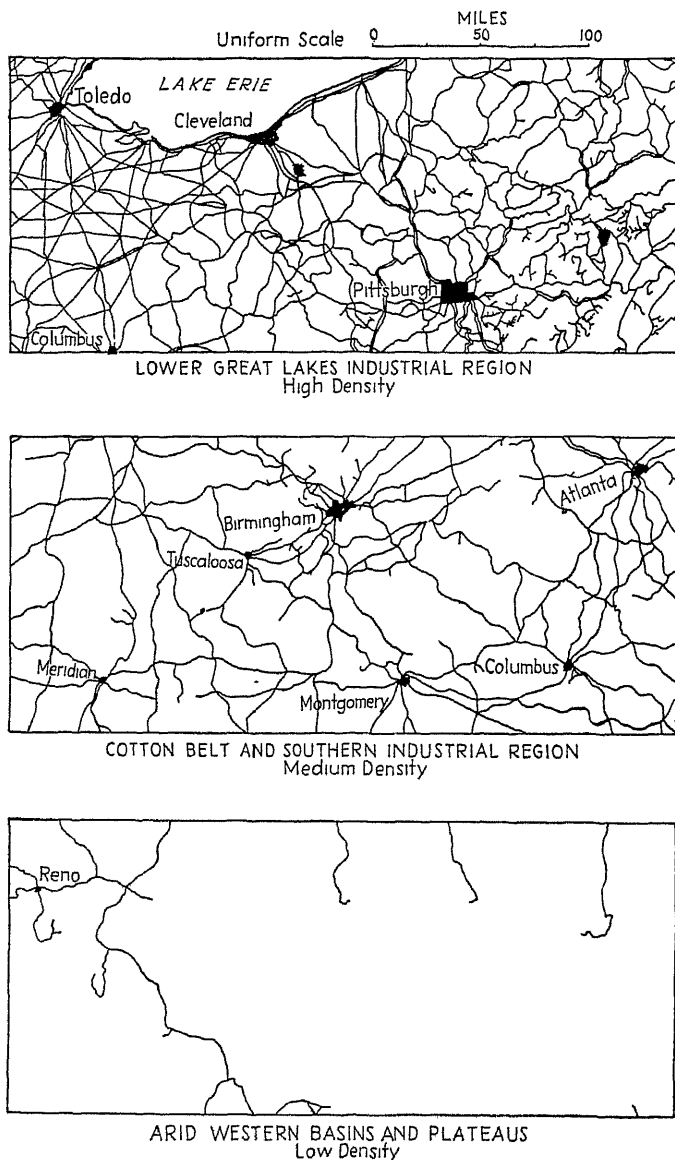 MILES
Uniform Scale 0 50 100
LAKE ERIE
Toledo
Cleveland
Pittsburgh
Columbus
LOWER GREAT LAKES INDUSTRIAL REGION
High Density
Atlanta
Birmingham
Tuscaloosa
Meridian
Columbus
Montgomery
COTTON BELT AND SOUTHERN INDUSTRIAL REGION
Medium Density
Reno
ARID WESTERN BASINS AND PLATEAUS
Low Density